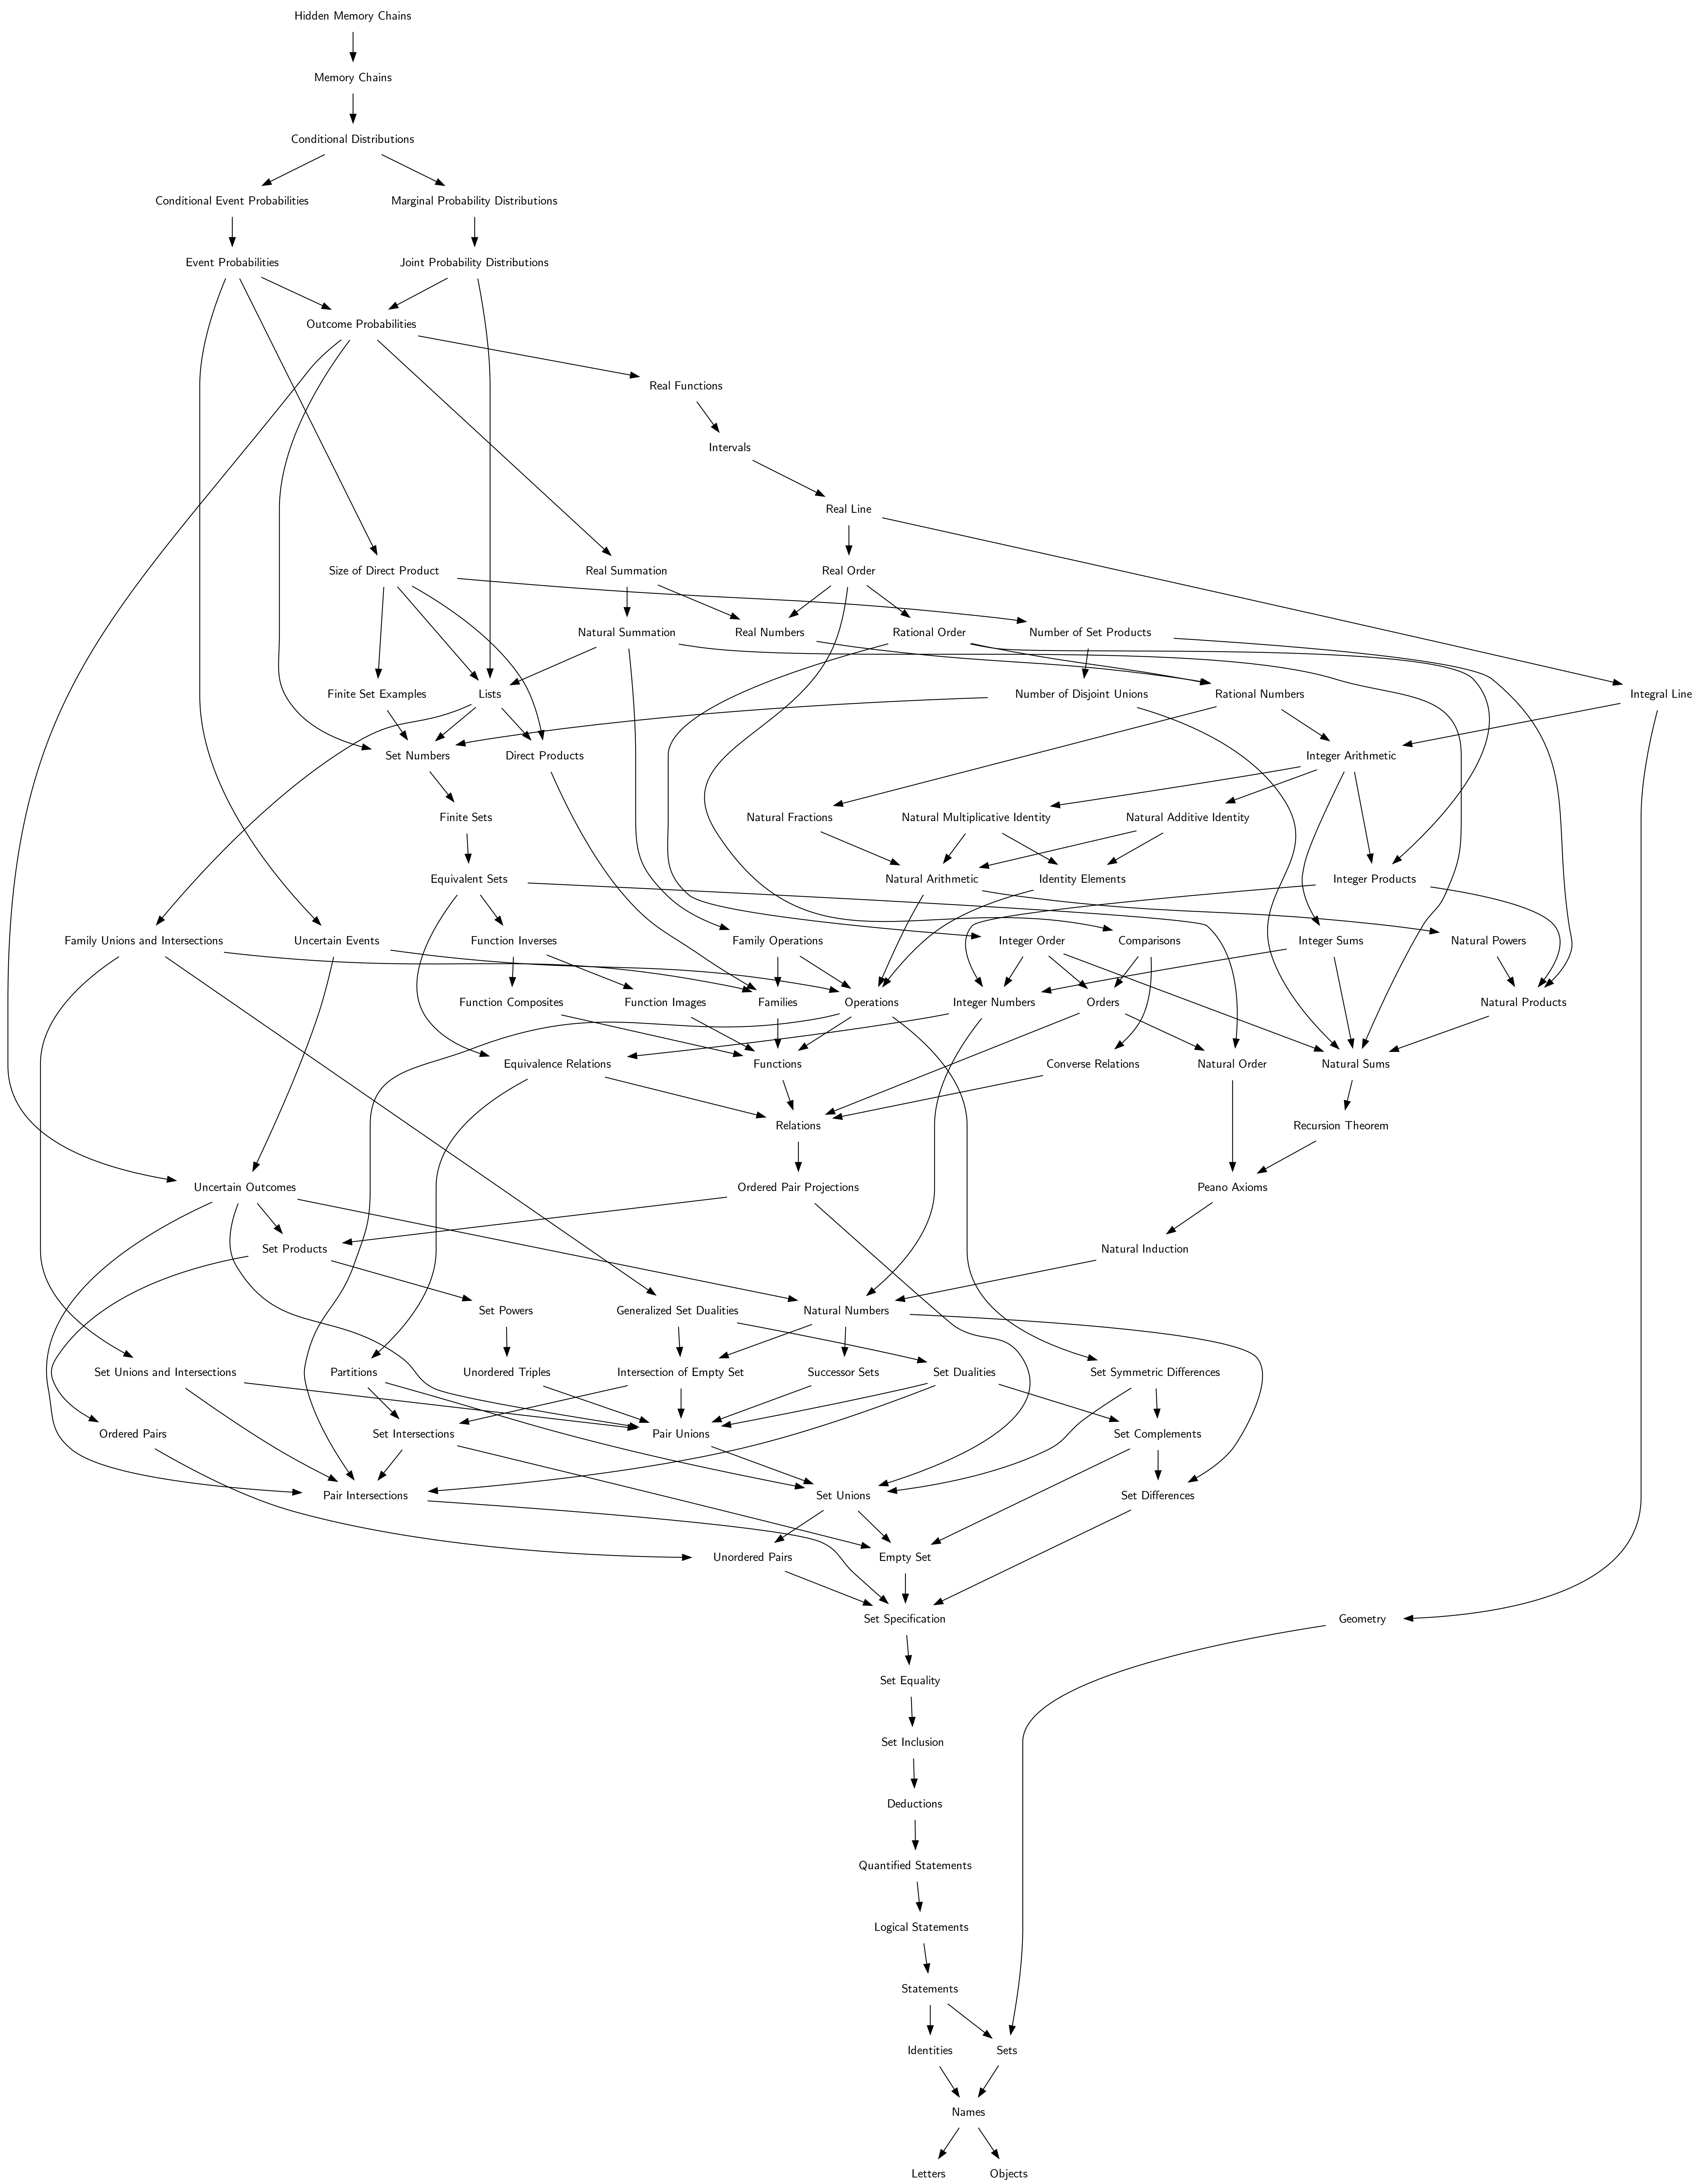 Hidden Memory Chains
Memory Chains
Conditional Distributions
Conditional Event Probabilities
Marginal Probability Distributions
Event Probabilities
Joint Probability Distributions
Outcome Probabilities
Real Functions
Intervals
Real Line
Size of Direct Product
Real Summation
Real Order
Natural Summation
Real Numbers
Rational Order
Number of Set Products
Finite Set Examples
Lists
Number of Disjoint Unions
Rational Numbers
Integral Line
Set Numbers
Direct Products
Integer Arithmetic
Finite Sets
Natural Fractions
Natural Multiplicative Identity
Natural Additive Identity
Equivalent Sets
Natural Arithmetic
Identity Elements
Integer Products
Family Unions and Intersections
Uncertain Events
Function Inverses
Family Operations
Integer Order
Comparisons
Integer Sums
Natural Powers
Function Composites
Function Images
Families
Operations
Integer Numbers
Orders
Natural Products
Equivalence Relations
Functions
Converse Relations
Natural Order
Natural Sums
Relations
Recursion Theorem
Uncertain Outcomes
Ordered Pair Projections
Peano Axioms
Set Products
Natural Induction
Set Powers
Generalized Set Dualities
Natural Numbers
Set Unions and Intersections
Partitions
Unordered Triples
Intersection of Empty Set
Successor Sets
Set Dualities
Set Symmetric Differences
Ordered Pairs
Set Intersections
Pair Unions
Set Complements
Pair Intersections
Set Unions
Set Differences
Unordered Pairs
Empty Set
Set Specification
Geometry
Set Equality
Set Inclusion
Deductions
Quantified Statements
Logical Statements
Statements
Identities
Sets
Names
Letters
Objects